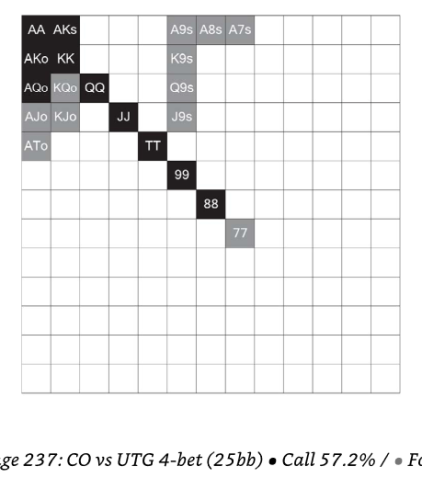 AA AKs A9s A8s A7s
AKo KK K9s
AQo KQo QQ Q9s
AJo KJo JJ J9s
ATo TT
99
88
77
ge 237: CO vs UTG 4-bet (25bb) • Call 57.2% / • Fo